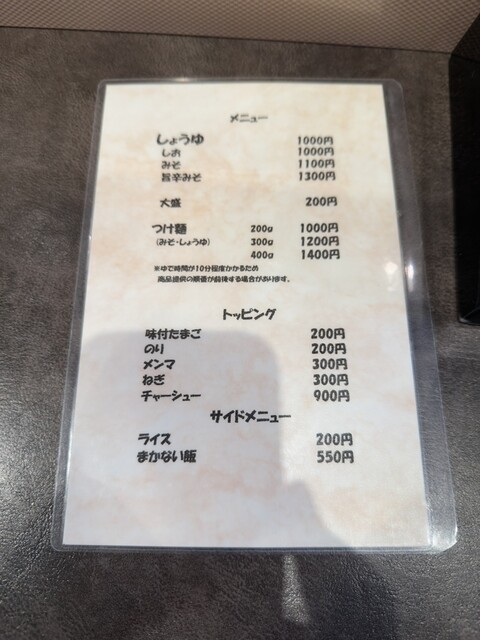 メニュー
しょうゆ 1000円
しお 1000円
みそ 1100円
旨辛みそ 1300円
大盛 200円
つけ麺 200g 1000円
(みそ・しょうゆ) 300g 1200円
400g 1400円
※ゆで時間が10分程度かかるため
商品提供の順番が前後する場合があります。
トッピング
味付たまご 200円
のり 200円
メンマ 300円
ねぎ 300円
チャーシュー 900円
サイドメニュー
ライス 200円
まかない飯 550円